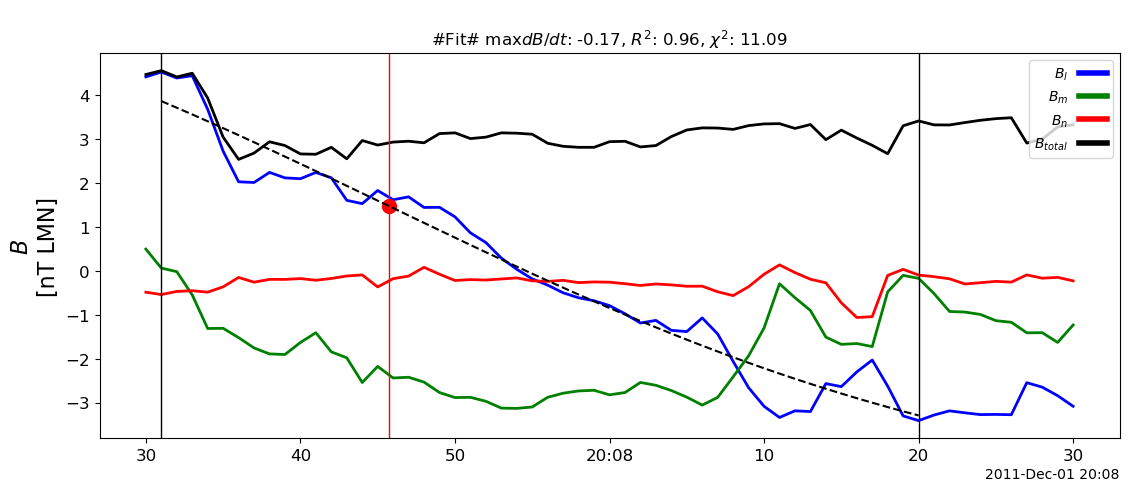 #Fit# maxdB/dt: -0.17, R²: 0.96, χ²: 11.09
B
[nT LMN]
4
3
2
1
0
−1
−2
−3
B_l
B_m
B_n
B_total
30
40
50
20:08
10
20
30
2011-Dec-01 20:08